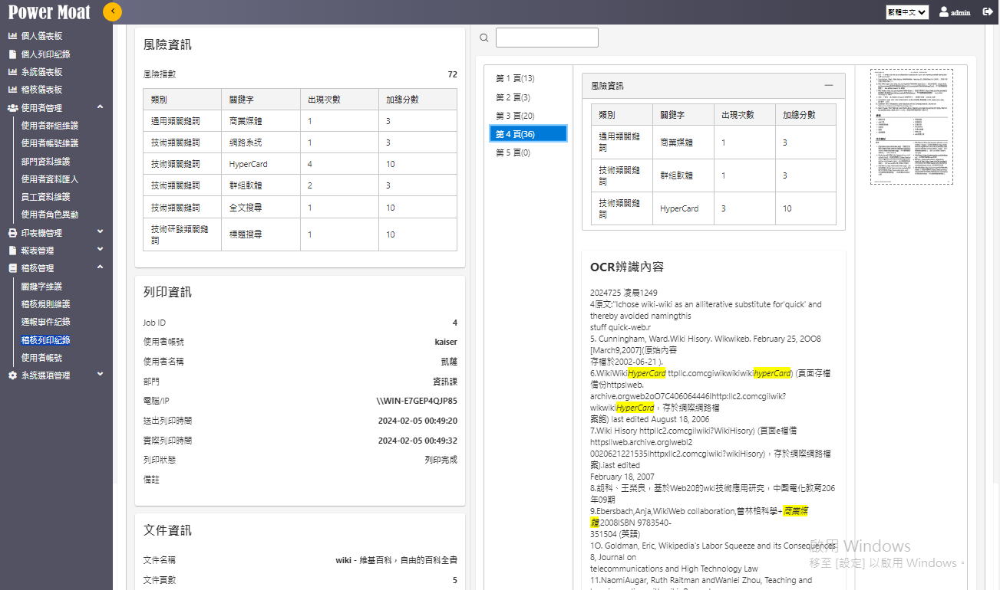 Power Moat
繁體中文
admin
個人儀表板
個人列印紀錄
系統儀表板
稽核儀表板
使用者管理
使用者群組維護
使用者帳號維護
部門資料維護
使用者資料匯入
員工資料維護
使用者角色異動
印表機管理
報表管理
稽核管理
關鍵字維護
稽核規則維護
通報事件紀錄
稽核列印紀錄
使用者帳號
系統選項管理
風險資訊
風險指數 72
類別 關鍵字 出現次數 加總分數
通用類關鍵詞 商業媒體 1 3
技術類關鍵詞 網路系統 1 3
技術類關鍵詞 HyperCard 4 10
技術類關鍵詞 群組軟體 2 3
技術類關鍵詞 全文搜尋 1 10
技術研發類關鍵
詞 標題搜尋 1 10
列印資訊
Job ID 4
使用者帳號 kaiser
使用者名稱 凱薩
部門 資訊課
電腦/IP \\WIN-E7GEP4QJP85
送出列印時間 2024-02-05 00:49:20
實際列印時間 2024-02-05 00:49:32
列印狀態 列印完成
備註
文件資訊
文件名稱 wiki - 維基百科，自由的百科全書
文件頁數 5
第 1 頁(13)
第 2 頁(3)
第 3 頁(20)
第 4 頁(36)
第 5 頁(0)
風險資訊
類別 關鍵字 出現次數 加總分數
通用類關鍵
詞 商業媒體 1 3
技術類關鍵
詞 群組軟體 1 3
技術類關鍵
詞 HyperCard 3 10
OCR辨識內容
2024725 凌晨1249
4原文:"Ichose wiki-wiki as an alliterative substitute for'quick' and
thereby avoided namingthis
stuff quick-web.r
5. Cunningham, Ward.Wiki Hisory. Wikwikeb. February 25, 2OO8
[March9,2007](原始內容
存檔於2002-06-21 ).
6.WikiWikiHyperCard ttpllc.comcgiwikwikiwikihyperCard) (頁面存檔
備份httpslweb.
archive.orgweb2oO7C406064446lhttp:llc2.comcgilwik?
wikwikiHyperCard，存於網際網路檔
案飽) last edited August 18, 2006
7.Wiki Hisory httpllc2.comcgilwiki?WikiHisory) (頁面e檔備
httpsllweb.archive.orglwebl2
0020621221535lhttpxllc2.comcgiwiki?wikiHisory)，存於網際網路檔
案).iast edited
February 18, 2007
8.胡科、王榮良，基於Web20的wki技術應用研究，中國電化教育206
年09期
9.Ebersbach,Anja,WikiWeb collaboration,普林格科學+商業媒
體,2008ISBN 9783540-
351504 (英語)
1O. Goldman, Eric, Wikipedia's Labor Squeeze and its Consequences
8, Journal on
telecommunications and High Technology Law
11.NaomiAugar, Ruth Raitman andWanlei Zhou, Teaching and
啟用 Windows
移至 [設定] 以啟用 Windows。